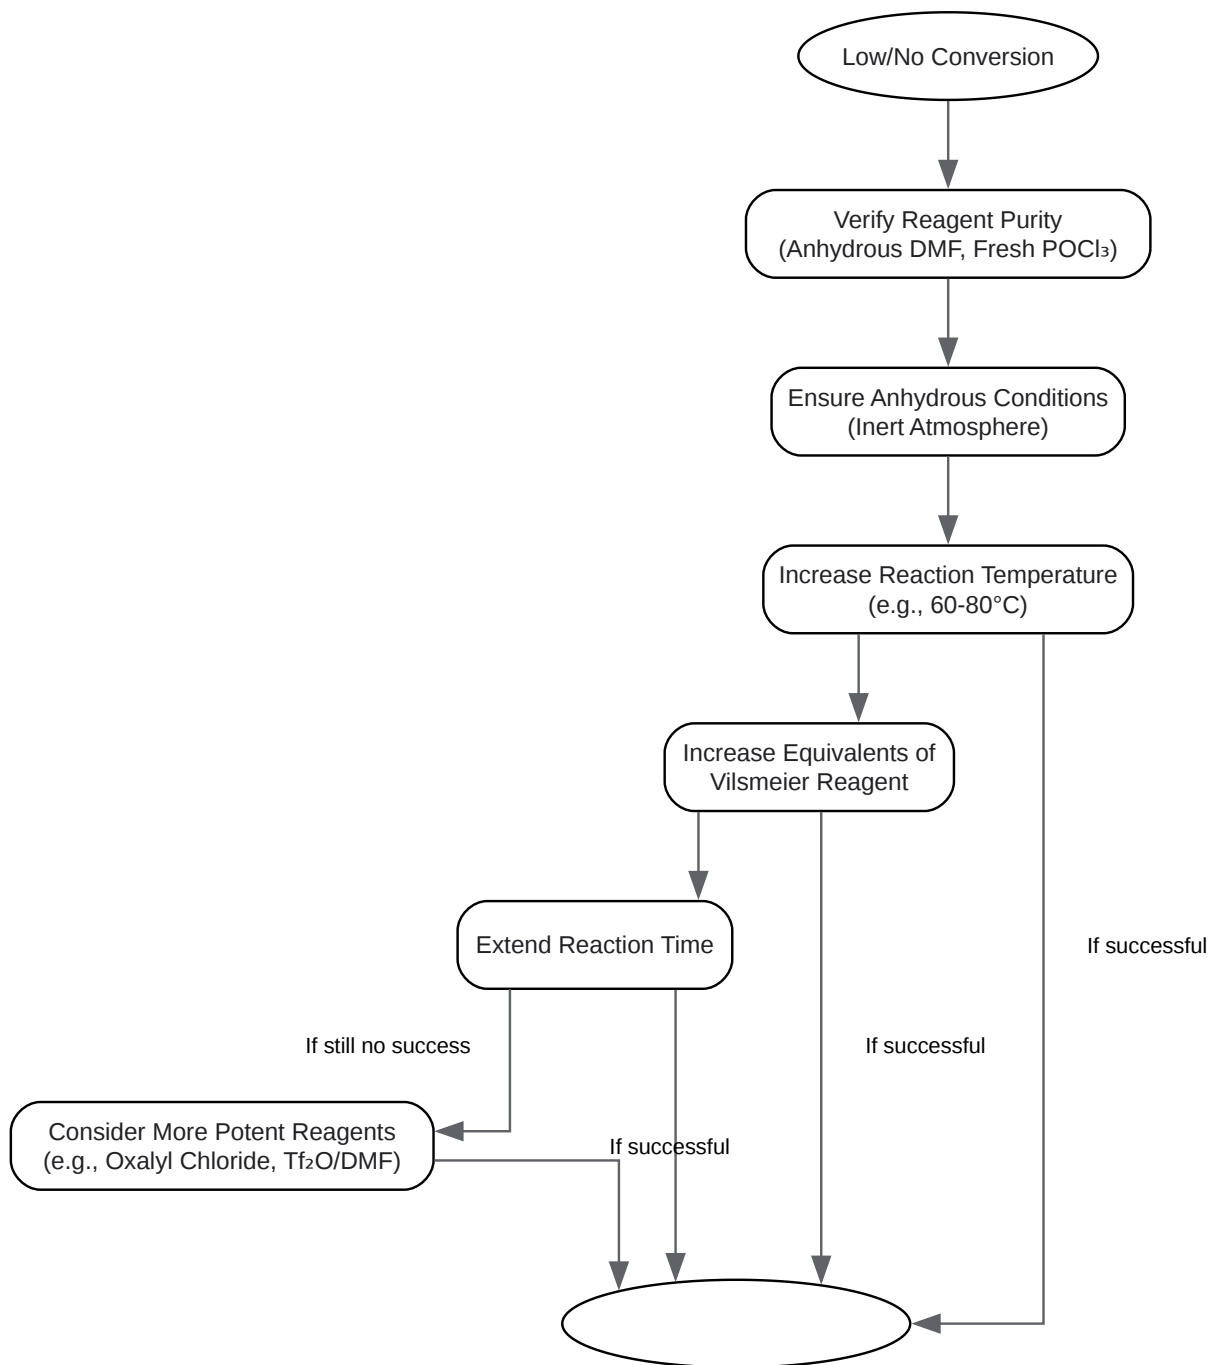 Low/No Conversion
Verify Reagent Purity
(Anhydrous DMF, Fresh POCl₃)
Ensure Anhydrous Conditions
(Inert Atmosphere)
Increase Reaction Temperature
(e.g., 60-80°C)
Increase Equivalents of
Vilsmeier Reagent
Extend Reaction Time
If successful
If still no success
If successful
Consider More Potent Reagents
(e.g., Oxalyl Chloride, Tf₂O/DMF)
If successful